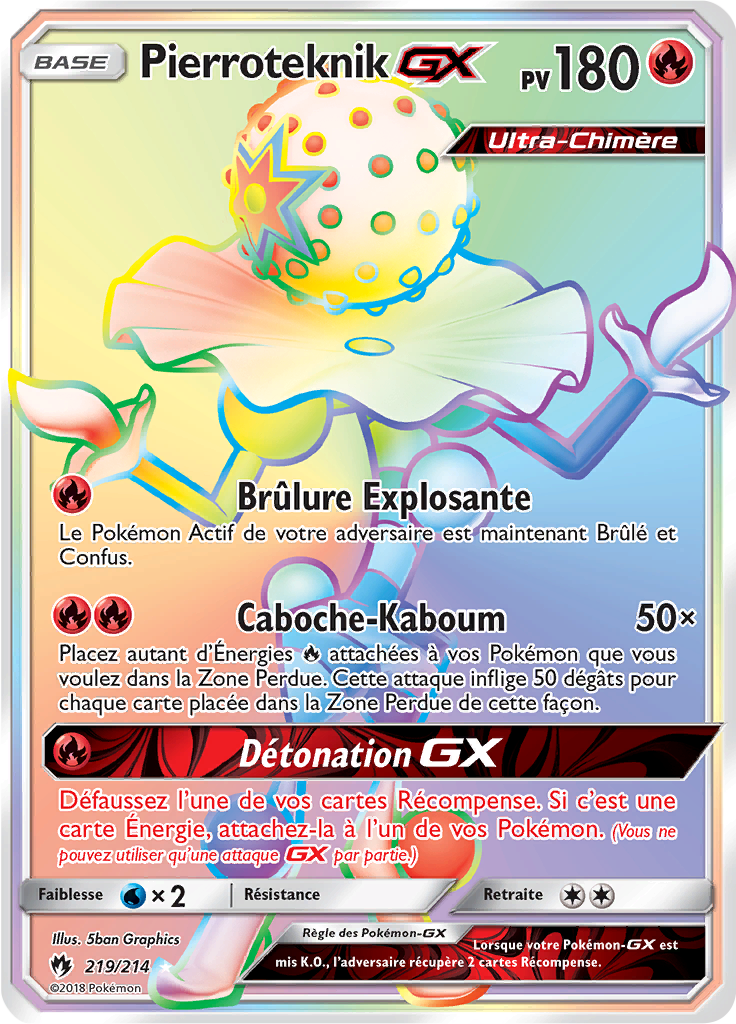 BASE Pierroteknik GX PV 180
Ultra-Chimère
Brûlure Explosante
Le Pokémon Actif de votre adversaire est maintenant Brûlé et
Confus.
Caboche-Kaboum 50×
Placez autant d'Énergies attachées à vos Pokémon que vous
voulez dans la Zone Perdue. Cette attaque inflige 50 dégâts pour
chaque carte placée dans la Zone Perdue de cette façon.
Détonation GX
Défaussez l'une de vos cartes Récompense. Si c'est une
carte Énergie, attachez-la à l'un de vos Pokémon. (Vous ne
pouvez utiliser qu'une attaque GX par partie.)
Faiblesse ×2 Résistance Retraite
Illus. 5ban Graphics
Règle des Pokémon-GX
Lorsque votre Pokémon-GX est
mis K.O., l'adversaire récupère 2 cartes Récompense.
219/214
©2018 Pokémon